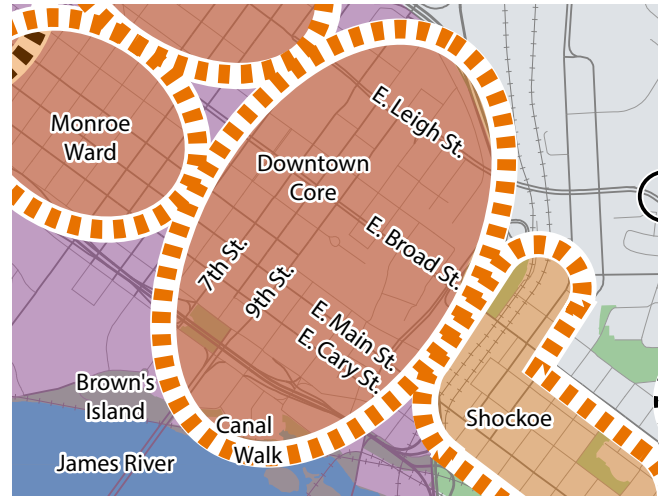 E. Leigh St.
Monroe
Ward
Downtown
Core
E. Broad St.
7th St.
9th St.
E. Main St.
E. Cary St.
Brown's
Island
Canal
Walk
Shockoe
James River